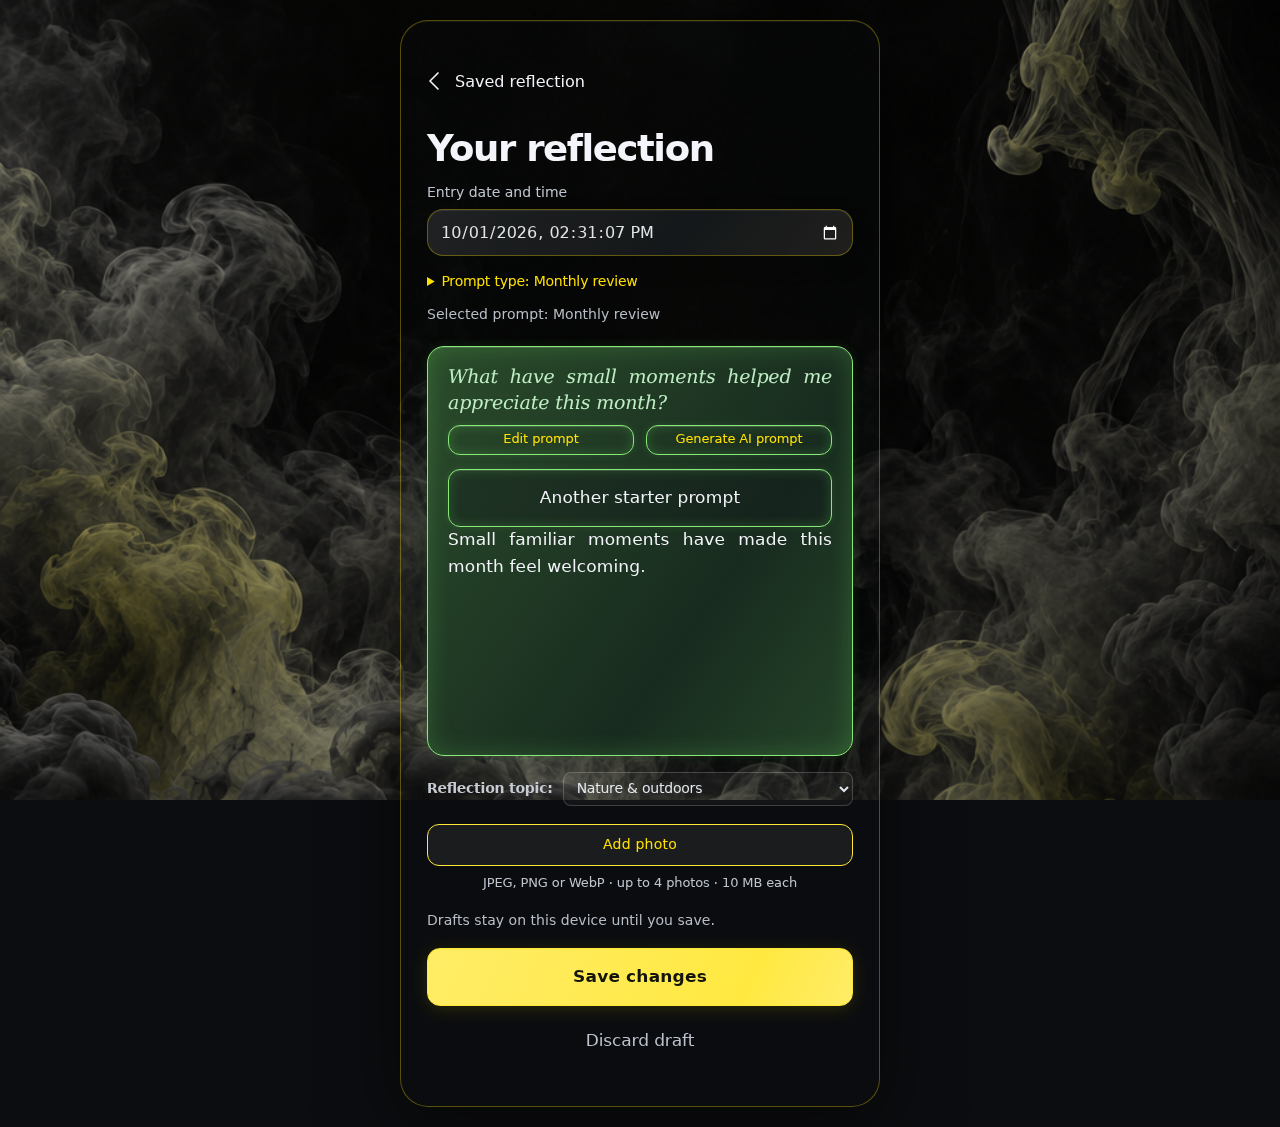 Saved reflection
Your reflection
Entry date and time
10/01/2026, 02:31:07 PM
Prompt type: Monthly review
Selected prompt: Monthly review
What have small moments helped me
appreciate this month?
Edit prompt
Generate AI prompt
Another starter prompt
Small familiar moments have made this
month feel welcoming.
Reflection topic:
Nature & outdoors
Add photo
JPEG, PNG or WebP · up to 4 photos · 10 MB each
Drafts stay on this device until you save.
Save changes
Discard draft